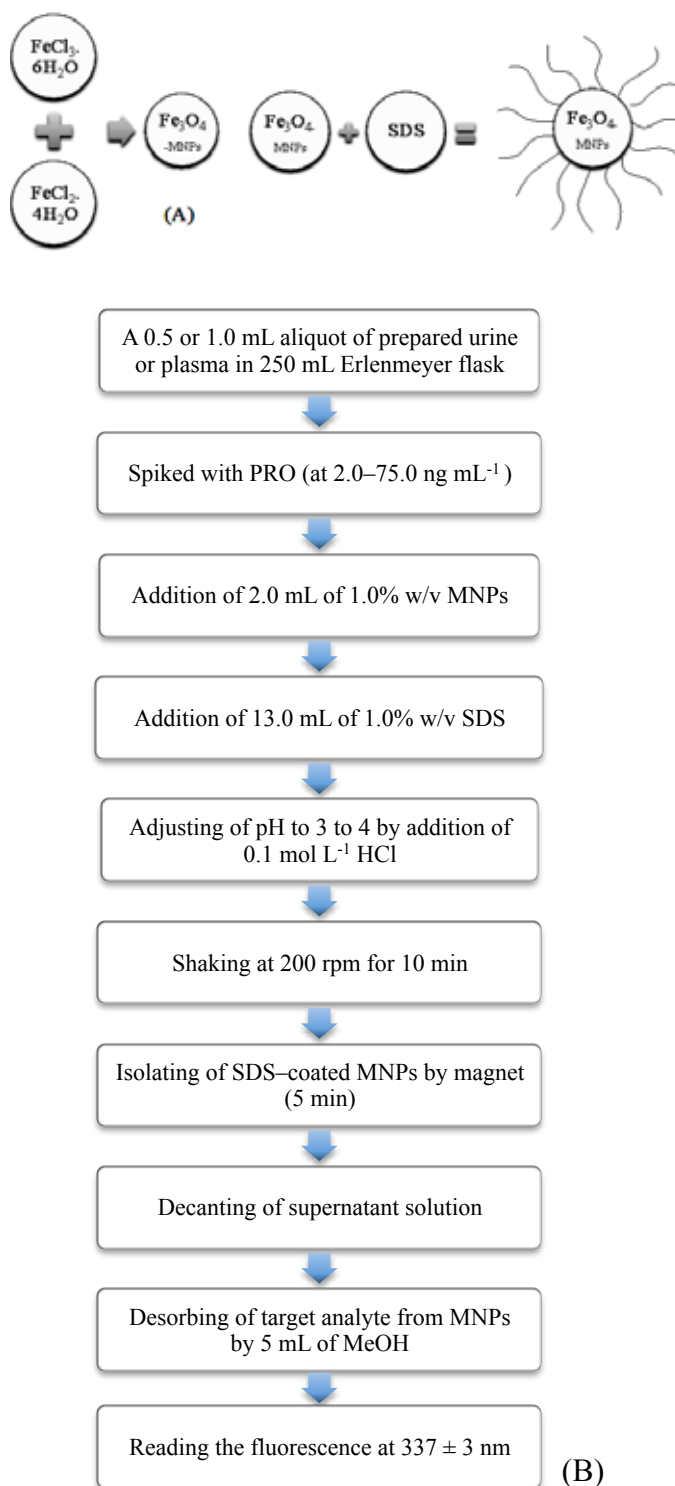 FeCl3.
6H2O
FeCl2-
4H2O
Fe3O4
-MNPs
Fe3O4-
MNPs
SDS
Fe3O4-
MNPs
(A)
A 0.5 or 1.0 mL aliquot of prepared urine
or plasma in 250 mL Erlenmeyer flask
Spiked with PRO (at 2.0–75.0 ng mL-1 )
Addition of 2.0 mL of 1.0% w/v MNPs
Addition of 13.0 mL of 1.0% w/v SDS
Adjusting of pH to 3 to 4 by addition of
0.1 mol L-1 HCl
Shaking at 200 rpm for 10 min
Isolating of SDS–coated MNPs by magnet
(5 min)
Decanting of supernatant solution
Desorbing of target analyte from MNPs
by 5 mL of MeOH
Reading the fluorescence at 337 ± 3 nm
(B)